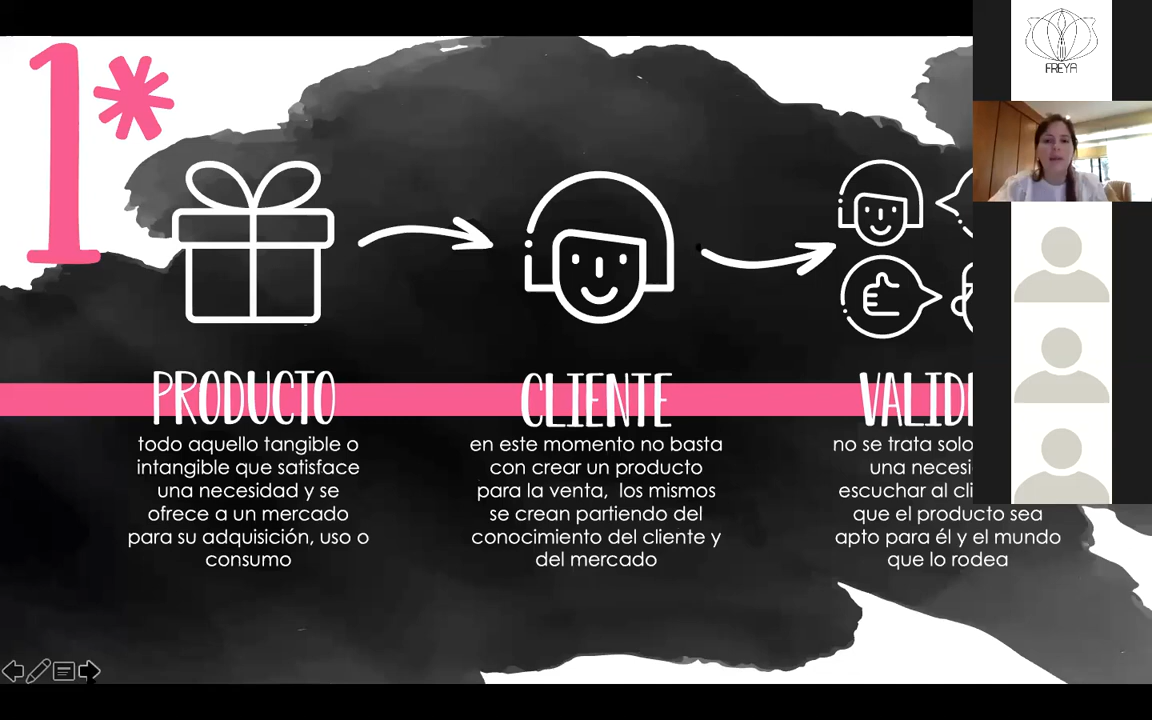 1*
FREYA
PRODUCTO
todo aquello tangible o
intangible que satisface
una necesidad y se
ofrece a un mercado
para su adquisición, uso o
consumo
CLIENTE
en este momento no basta
con crear un producto
para la venta, los mismos
se crean partiendo del
conocimiento del cliente y
del mercado
VALID
no se trata solo
una necesi
escuchar al cli
que el producto sea
apto para él y el mundo
que lo rodea